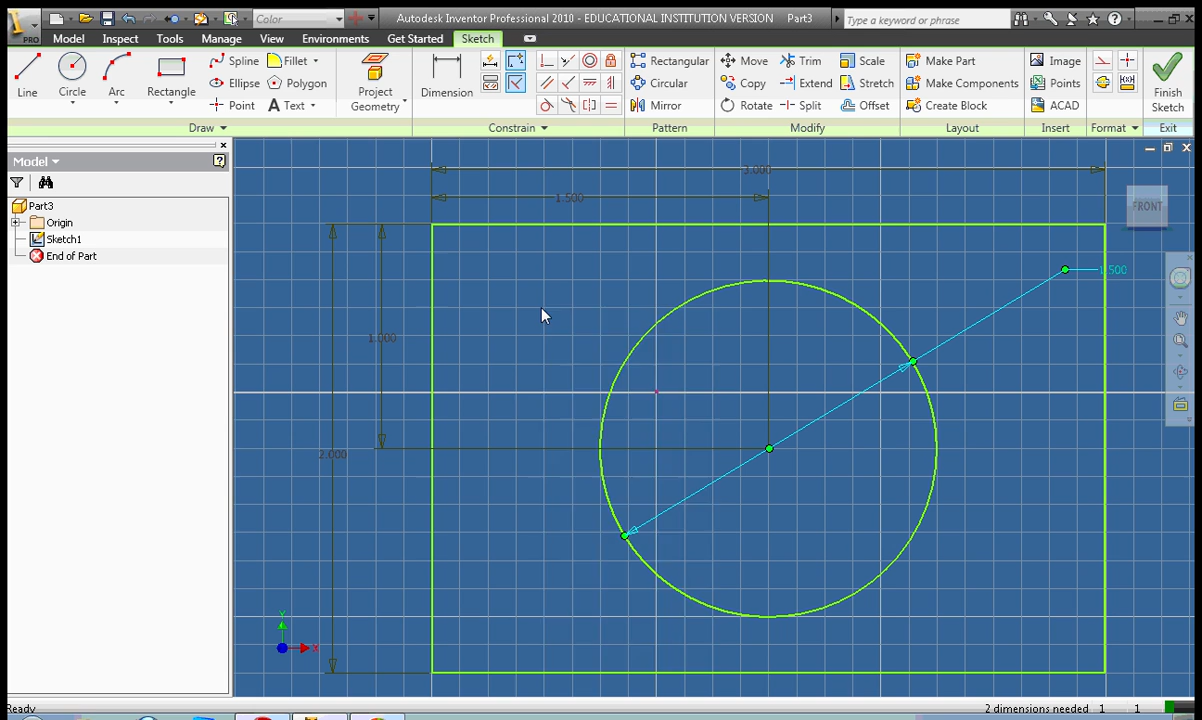 Color
Autodesk Inventor Professional 2010 - EDUCATIONAL INSTITUTION VERSION Part3
Type a keyword or phrase
PRO
Model Inspect Tools Manage View Environments Get Started Sketch
Line
Circle
Arc
Rectangle
Spline
Fillet
Ellipse
Polygon
Point
Text
Project Geometry
Dimension
Rectangular
Circular
Mirror
Move
Trim
Scale
Copy
Extend
Stretch
Rotate
Split
Offset
Make Part
Make Components
Create Block
Image
Points
ACAD
Finish Sketch
Draw Constrain Pattern Modify Layout Insert Format Exit
Model
Part3
Origin
Sketch1
End of Part
3.000
1.500
FRONT
1.500
1.000
2.000
Y
X
Ready
2 dimensions needed 1 1